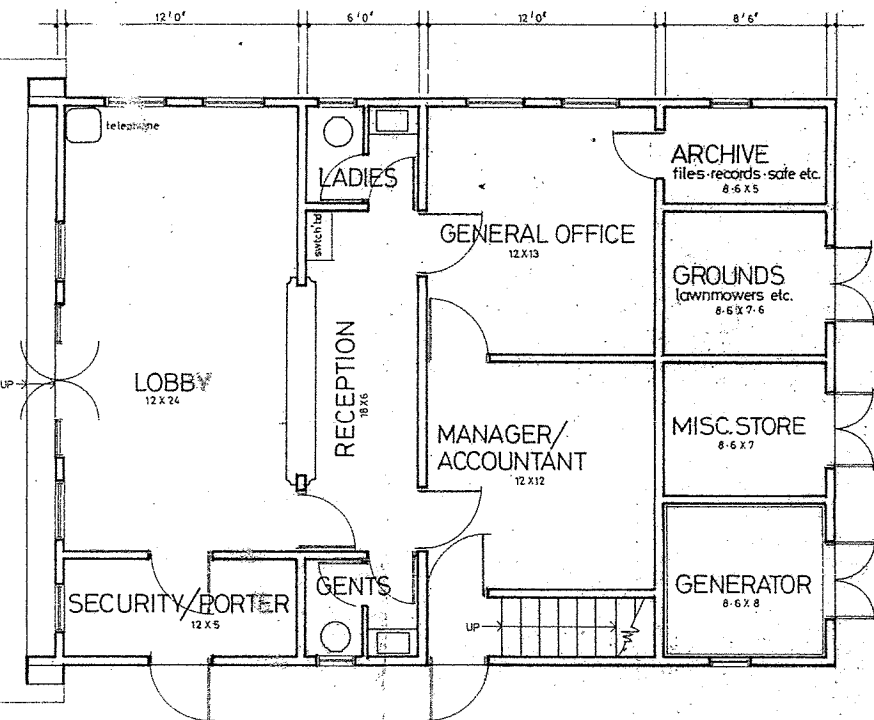 12'0" 6'0" 12'0" 8'6"
telephone
LADIES
switch bd
ARCHIVE
files·records·safe etc.
8·6 X 5
GENERAL OFFICE
12 X 13
GROUNDS
lawnmowers etc.
8·6 X 7·6
UP
LOBBY
12 X 24
RECEPTION
18 X 6
MANAGER/
ACCOUNTANT
12 X 12
MISC. STORE
8·6 X 7
SECURITY/PORTER
12 X 5
GENTS
UP
GENERATOR
8·6 X 8